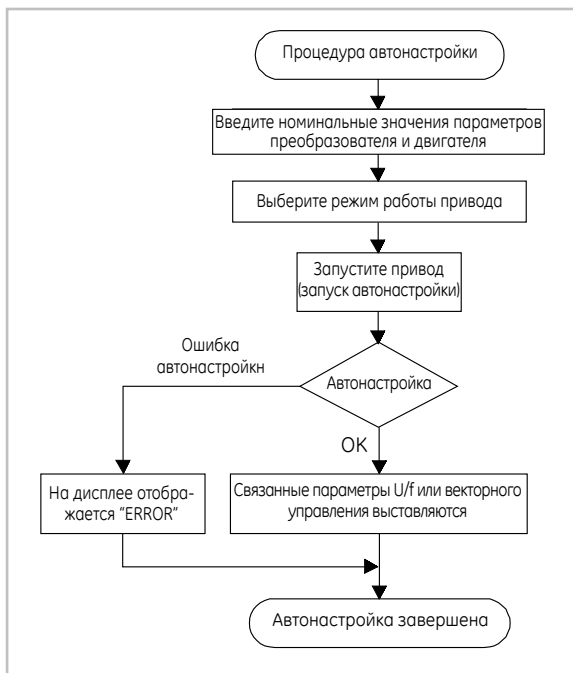 Процедура автонастройки
Введите номинальные значения параметров
преобразователя и двигателя
Выберите режим работы привода
Запустите привод
(запуск автонастройки)
Ошибка
автонастройкн
Автонастройка
OK
На дисплее отобра-
жается “ERROR”
Связанные параметры U/f или векторного
управления выставляются
Автонастройка завершена